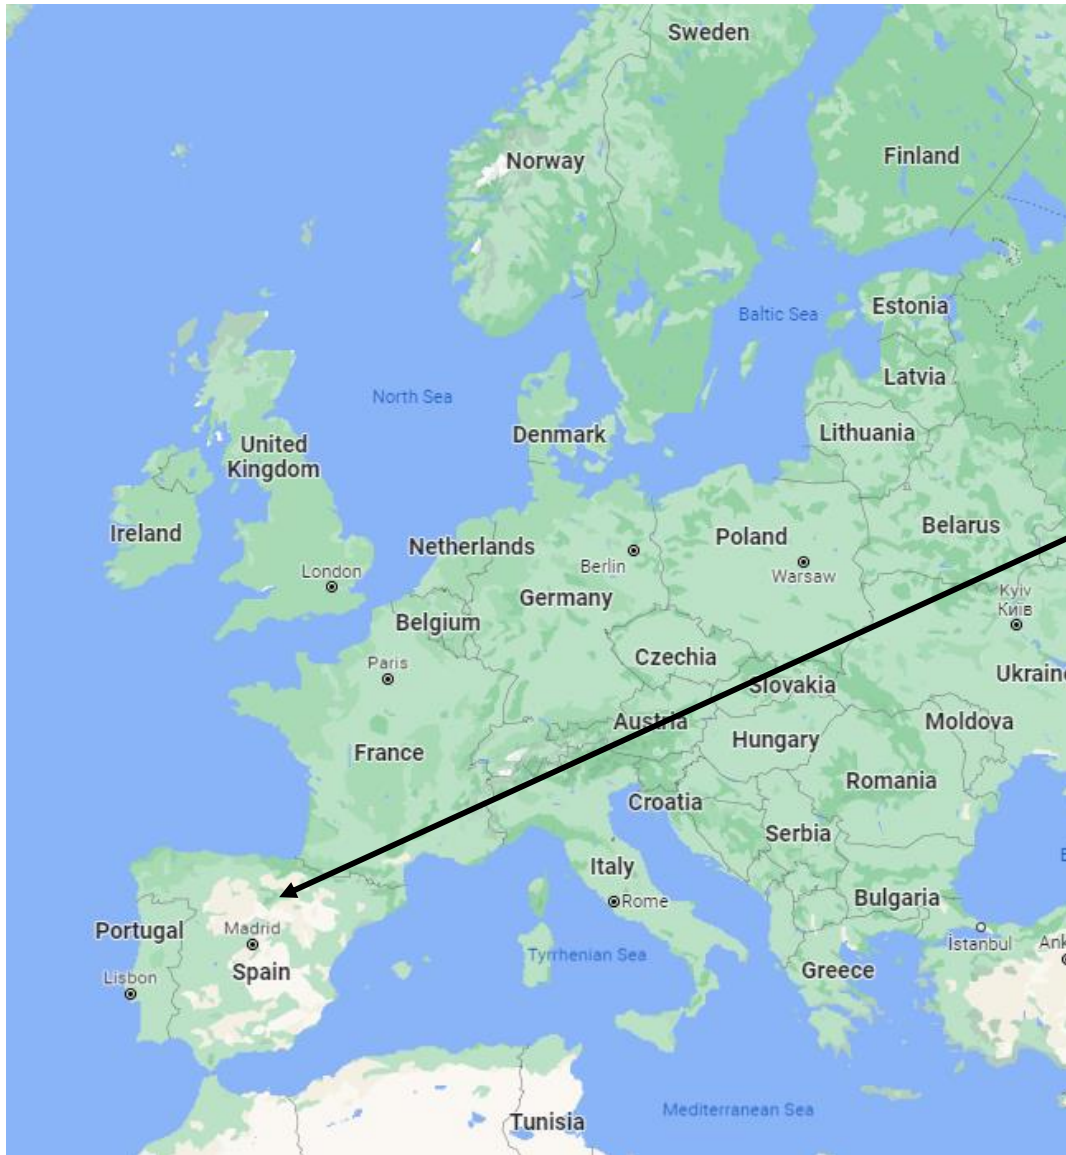 Sweden
Norway
Finland
Estonia
Baltic Sea
Latvia
North Sea
Denmark
Lithuania
United
Kingdom
Ireland
Belarus
Poland
Netherlands
Berlin
Warsaw
London
Germany
Kyiv
Київ
Belgium
Czechia
Paris
Ukraine
Slovakia
Austria
Moldova
Hungary
France
Romania
Croatia
Serbia
Italy
Bulgaria
Rome
Portugal
Madrid
İstanbul
Tyrrhenian Sea
Spain
Greece
Lisbon
Mediterranean Sea
Tunisia